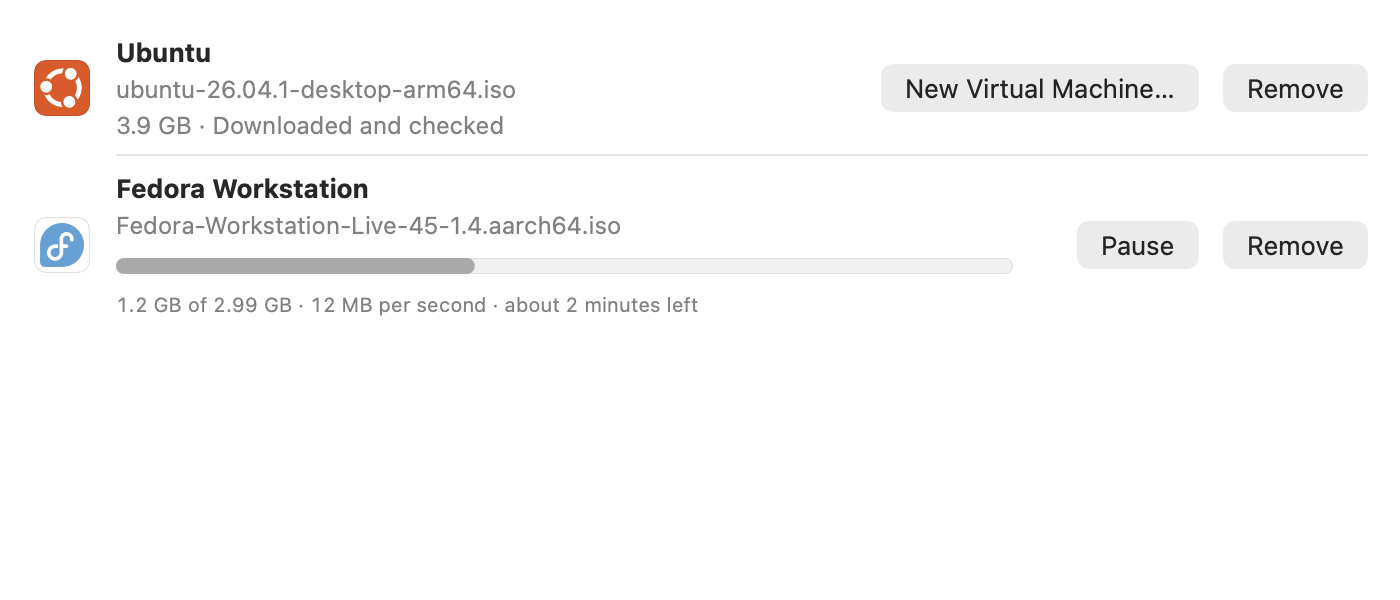 Ubuntu
ubuntu-26.04.1-desktop-arm64.iso
3.9 GB · Downloaded and checked
New Virtual Machine...
Remove
Fedora Workstation
Fedora-Workstation-Live-45-1.4.aarch64.iso
1.2 GB of 2.99 GB · 12 MB per second · about 2 minutes left
Pause
Remove